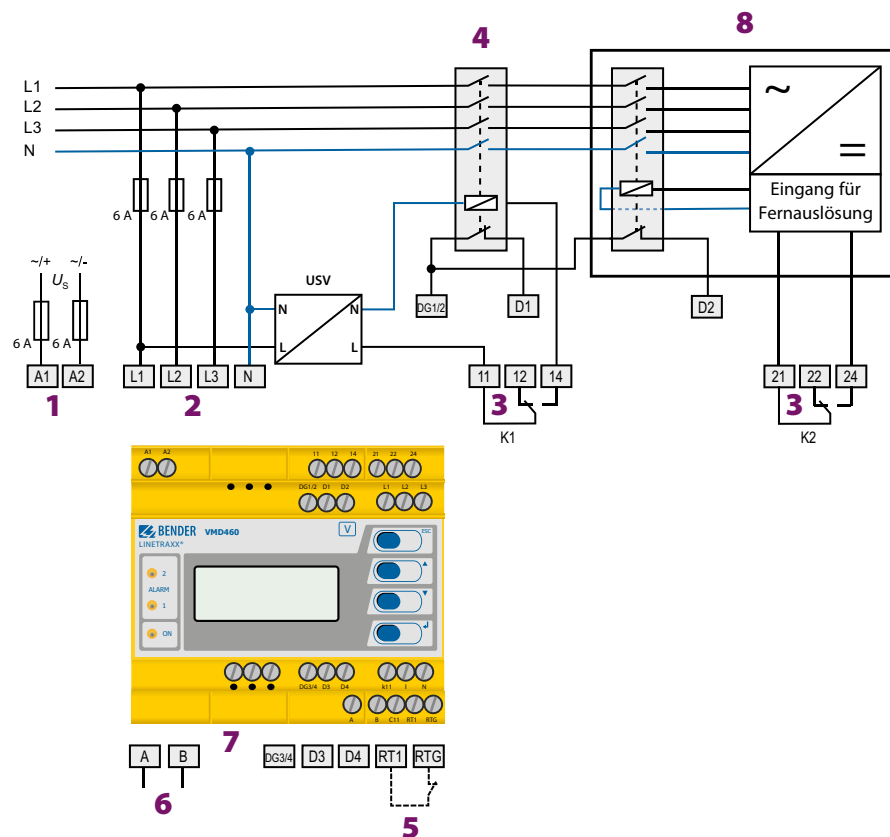 4
8
L1
L2
L3
N
~
=
6 A
6 A
6 A
Eingang für
Fernauslösung
~/+
~/-
US
USV
N
N
L
L
6 A
6 A
DG1/2
D1
D2
A1
A2
L1
L2
L3
N
11
12
14
21
22
24
1
2
3
3
K1
K2
A1
A2
11
12
14
21
22
24
DG1/2
D1
D2
L1
L2
L3
BENDER
VMD460
V
ESC
LINETRAXX®
2
ALARM
1
ON
DG3/4
D3
D4
k11
I
N
A
B
C11
RT1
RTG
7
A
B
DG3/4
D3
D4
RT1
RTG
6
5